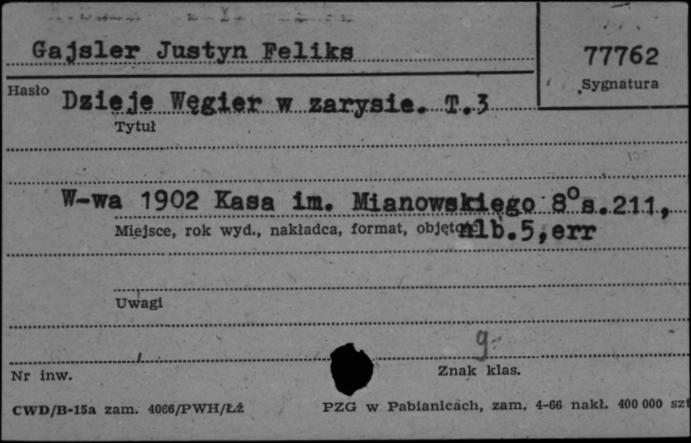 Gajsler Justyn Feliks
77762
Hasło
Sygnatura
Dzieje Węgier w zarysie. T.3
Tytuł
W-wa 1902 Kasa im. Mianowskięgo 8°s.211,
Miejsce, rok wyd., nakładca, format, objętość
nlb.5,err
Uwagi
g
Nr inw.
Znak klas.
CWD/B-15a zam. 4066/PWH/Łź
PZG w Pabianicach, zam. 4-66 nakł. 400 000 szt